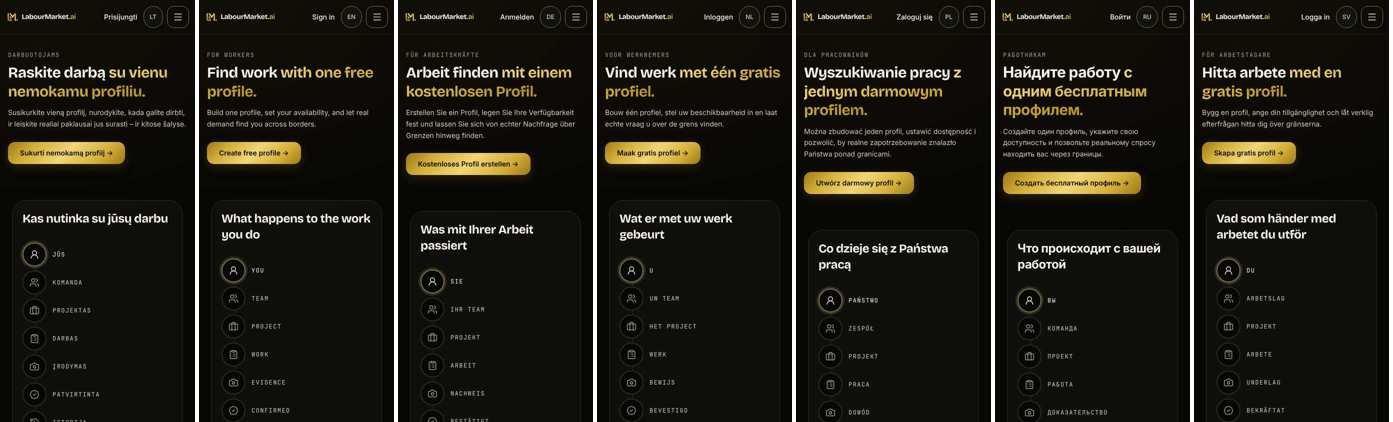 LabourMarket.ai
Prisijungti
LT
DARBUOTOJAMS
Raskite darbą su vienu
nemokamu profiliu.
Susikurkite vieną profilį, nurodykite, kada galite dirbti,
ir leiskite realiai paklausai jus surasti – ir kitose šalyse.
Sukurti nemokamą profilį →
Kas nutinka su jūsų darbu
JŪS
KOMANDA
PROJEKTAS
DARBAS
ĮRODYMAS
PATVIRTINTA
LabourMarket.ai
Sign in
EN
FOR WORKERS
Find work with one free
profile.
Build one profile, set your availability, and let real
demand find you across borders.
Create free profile →
What happens to the work
you do
YOU
TEAM
PROJECT
WORK
EVIDENCE
CONFIRMED
LabourMarket.ai
Anmelden
DE
FÜR ARBEITSKRÄFTE
Arbeit finden mit einem
kostenlosen Profil.
Erstellen Sie ein Profil, legen Sie Ihre Verfügbarkeit
fest und lassen Sie sich von echter Nachfrage über
Grenzen hinweg finden.
Kostenloses Profil erstellen →
Was mit Ihrer Arbeit
passiert
SIE
IHR TEAM
PROJEKT
ARBEIT
NACHWEIS
LabourMarket.ai
Inloggen
NL
VOOR WERKNEMERS
Vind werk met één gratis
profiel.
Bouw één profiel, stel uw beschikbaarheid in en laat
echte vraag u over de grens vinden.
Maak gratis profiel →
Wat er met uw werk
gebeurt
U
UW TEAM
HET PROJECT
WERK
BEWIJS
BEVESTIGD
LabourMarket.ai
Zaloguj się
PL
DLA PRACOWNIKÓW
Wyszukiwanie pracy z
jednym darmowym
profilem.
Można zbudować jeden profil, ustawić dostępność i
pozwolić, by realne zapotrzebowanie znalazło
Państwa ponad granicami.
Utwórz darmowy profil →
Co dzieje się z Państwa
pracą
PAŃSTWO
ZESPÓŁ
PROJEKT
PRACA
DOWÓD
LabourMarket.ai
Войти
RU
РАБОТНИКАМ
Найдите работу с
одним бесплатным
профилем.
Создайте один профиль, укажите свою
доступность и позвольте реальному спросу
находить вас через границы.
Создать бесплатный профиль →
Что происходит с вашей
работой
ВЫ
КОМАНДА
ПРОЕКТ
РАБОТА
ДОКАЗАТЕЛЬСТВО
LabourMarket.ai
Logga in
SV
FÖR ARBETSTAGARE
Hitta arbete med en
gratis profil.
Bygg en profil, ange din tillgänglighet och låt verklig
efterfrågan hitta dig över gränserna.
Skapa gratis profil →
Vad som händer med
arbetet du utför
DU
ARBETSLAG
PROJEKT
ARBETE
UNDERLAG
BEKRÄFTAT